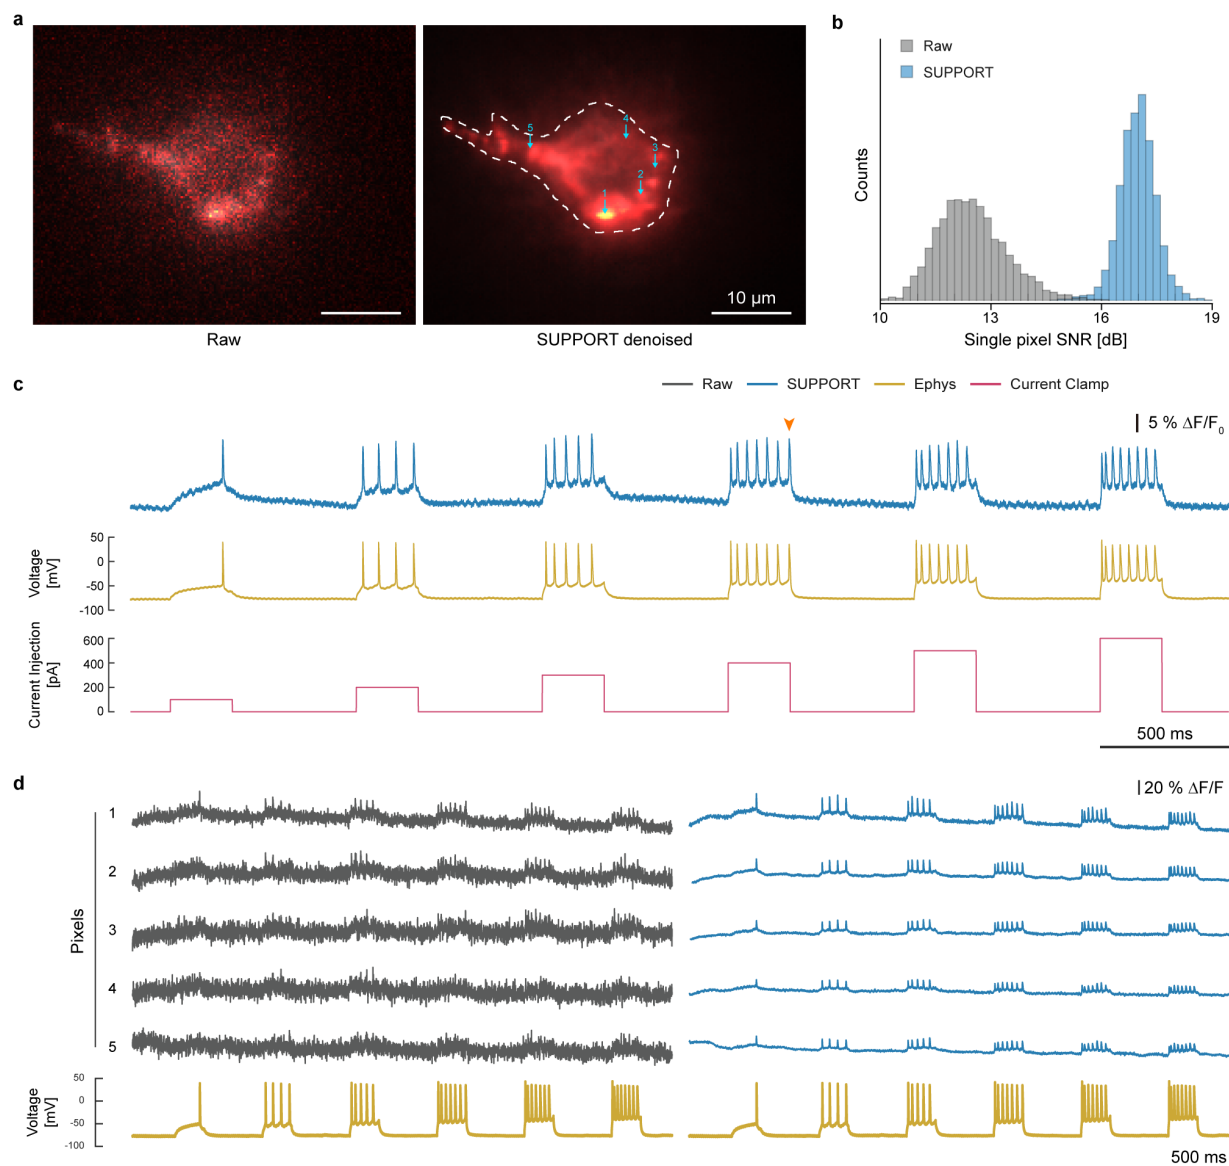 a
5
4
3
2
1
10 µm
Raw
SUPPORT denoised
b
Raw
SUPPORT
Counts
10
13
16
19
Single pixel SNR [dB]
c
Raw
SUPPORT
Ephys
Current Clamp
5 % ΔF/F0
Voltage
[mV]
50
0
-50
-100
Current Injection
[pA]
600
400
200
0
500 ms
d
20 % ΔF/F
Pixels
1
2
3
4
5
Voltage
[mV]
50
0
-50
-100
500 ms